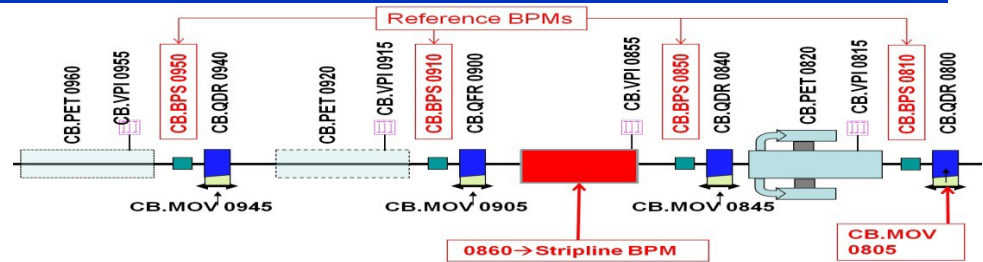 Reference BPMs
CB.PET 0960
CB.VPI 0955
CB.BPS 0950
CB.QDR 0940
CB.PET 0920
CB.VPI 0915
CB.BPS 0910
CB.QFR 0900
CB.VPI 0855
CB.BPS 0850
CB.QDR 0840
CB.PET 0820
CB.VPI 0815
CB.BPS 0810
CB.QDR 0800
CB.MOV 0945
CB.MOV 0905
CB.MOV 0845
CB.MOV
0805
0860→Stripline BPM